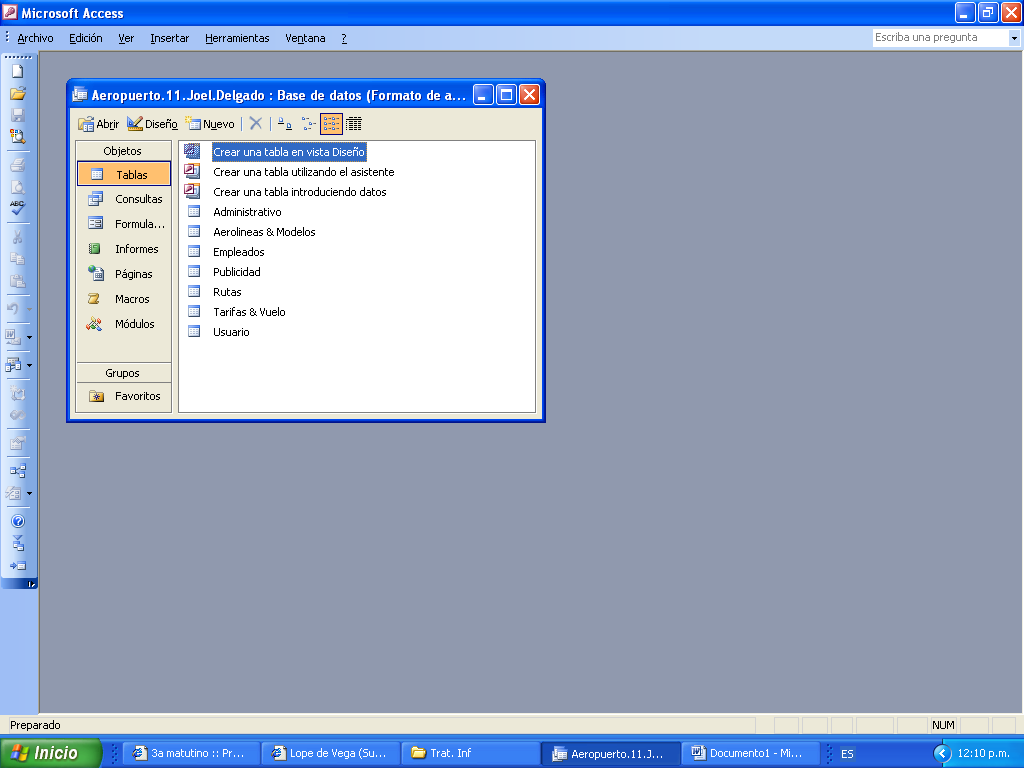 Microsoft Access
Archivo Edición Ver Insertar Herramientas Ventana ? Escriba una pregunta
Aeropuerto.11.Joel.Delgado : Base de datos (Formato de a...
Abrir Diseño Nuevo
Objetos
Tablas
Consultas
Formula...
Informes
Páginas
Macros
Módulos
Grupos
Favoritos
Crear una tabla en vista Diseño
Crear una tabla utilizando el asistente
Crear una tabla introduciendo datos
Administrativo
Aerolineas & Modelos
Empleados
Publicidad
Rutas
Tarifas & Vuelo
Usuario
Preparado NUM
Inicio 3a matutino :: Pr... Lope de Vega (Su... Trat. Inf Aeropuerto.11.J... Documento1 - Mi... ES 12:10 p.m.